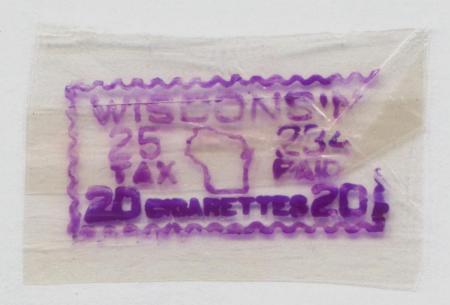 WISCONSIN
25 234
TAX PAID
20 CIGARETTES 20